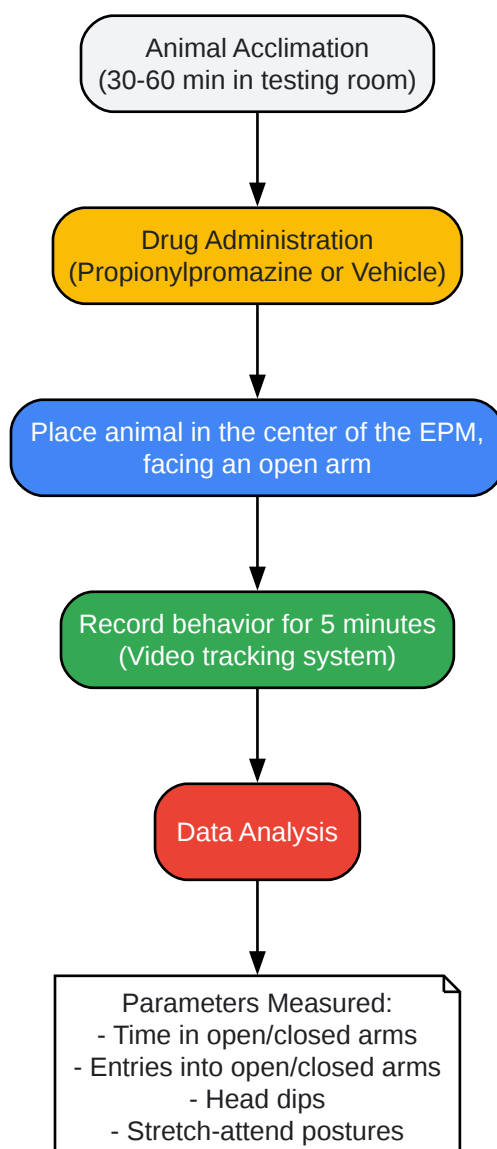 Animal Acclimation
(30-60 min in testing room)
Drug Administration
(Propionylpromazine or Vehicle)
Place animal in the center of the EPM,
facing an open arm
Record behavior for 5 minutes
(Video tracking system)
Data Analysis
Parameters Measured:
- Time in open/closed arms
- Entries into open/closed arms
- Head dips
- Stretch-attend postures